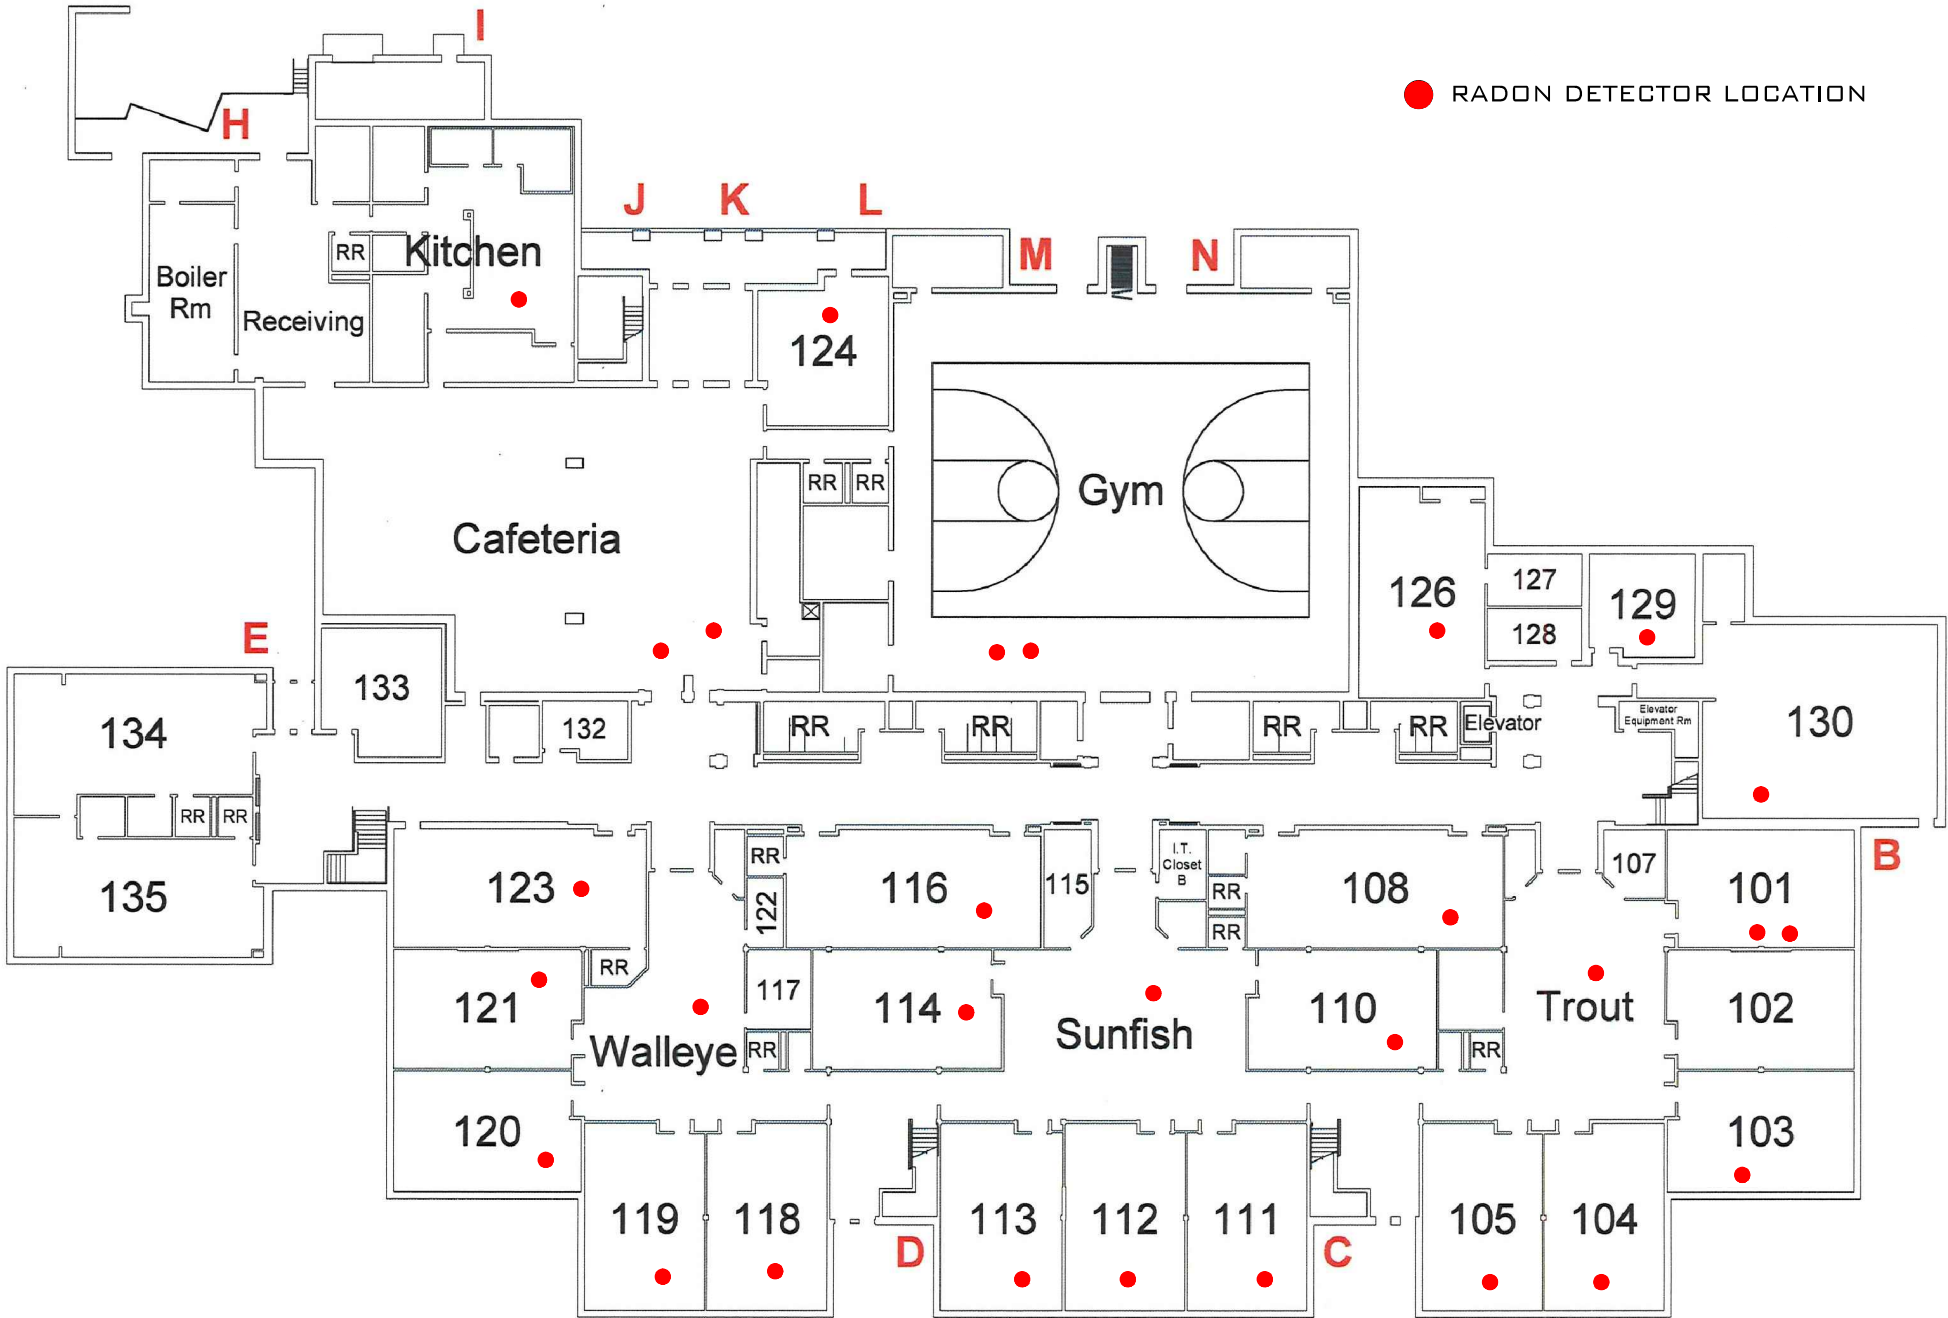 I
RADON DETECTOR LOCATION
H
J
K
L
Kitchen
RR
M
N
Boiler
Rm
Receiving
124
RR
RR
Gym
Cafeteria
126
127
129
128
E
133
134
132
RR
RR
RR
RR
Elevator
Elevator
Equipment Rm
130
RR
RR
135
123
RR
122
116
115
I.T.
Closet
B
RR
RR
108
107
101
B
RR
121
117
114
Sunfish
110
Trout
102
Walleye
RR
RR
120
103
119
118
113
112
111
105
104
D
C